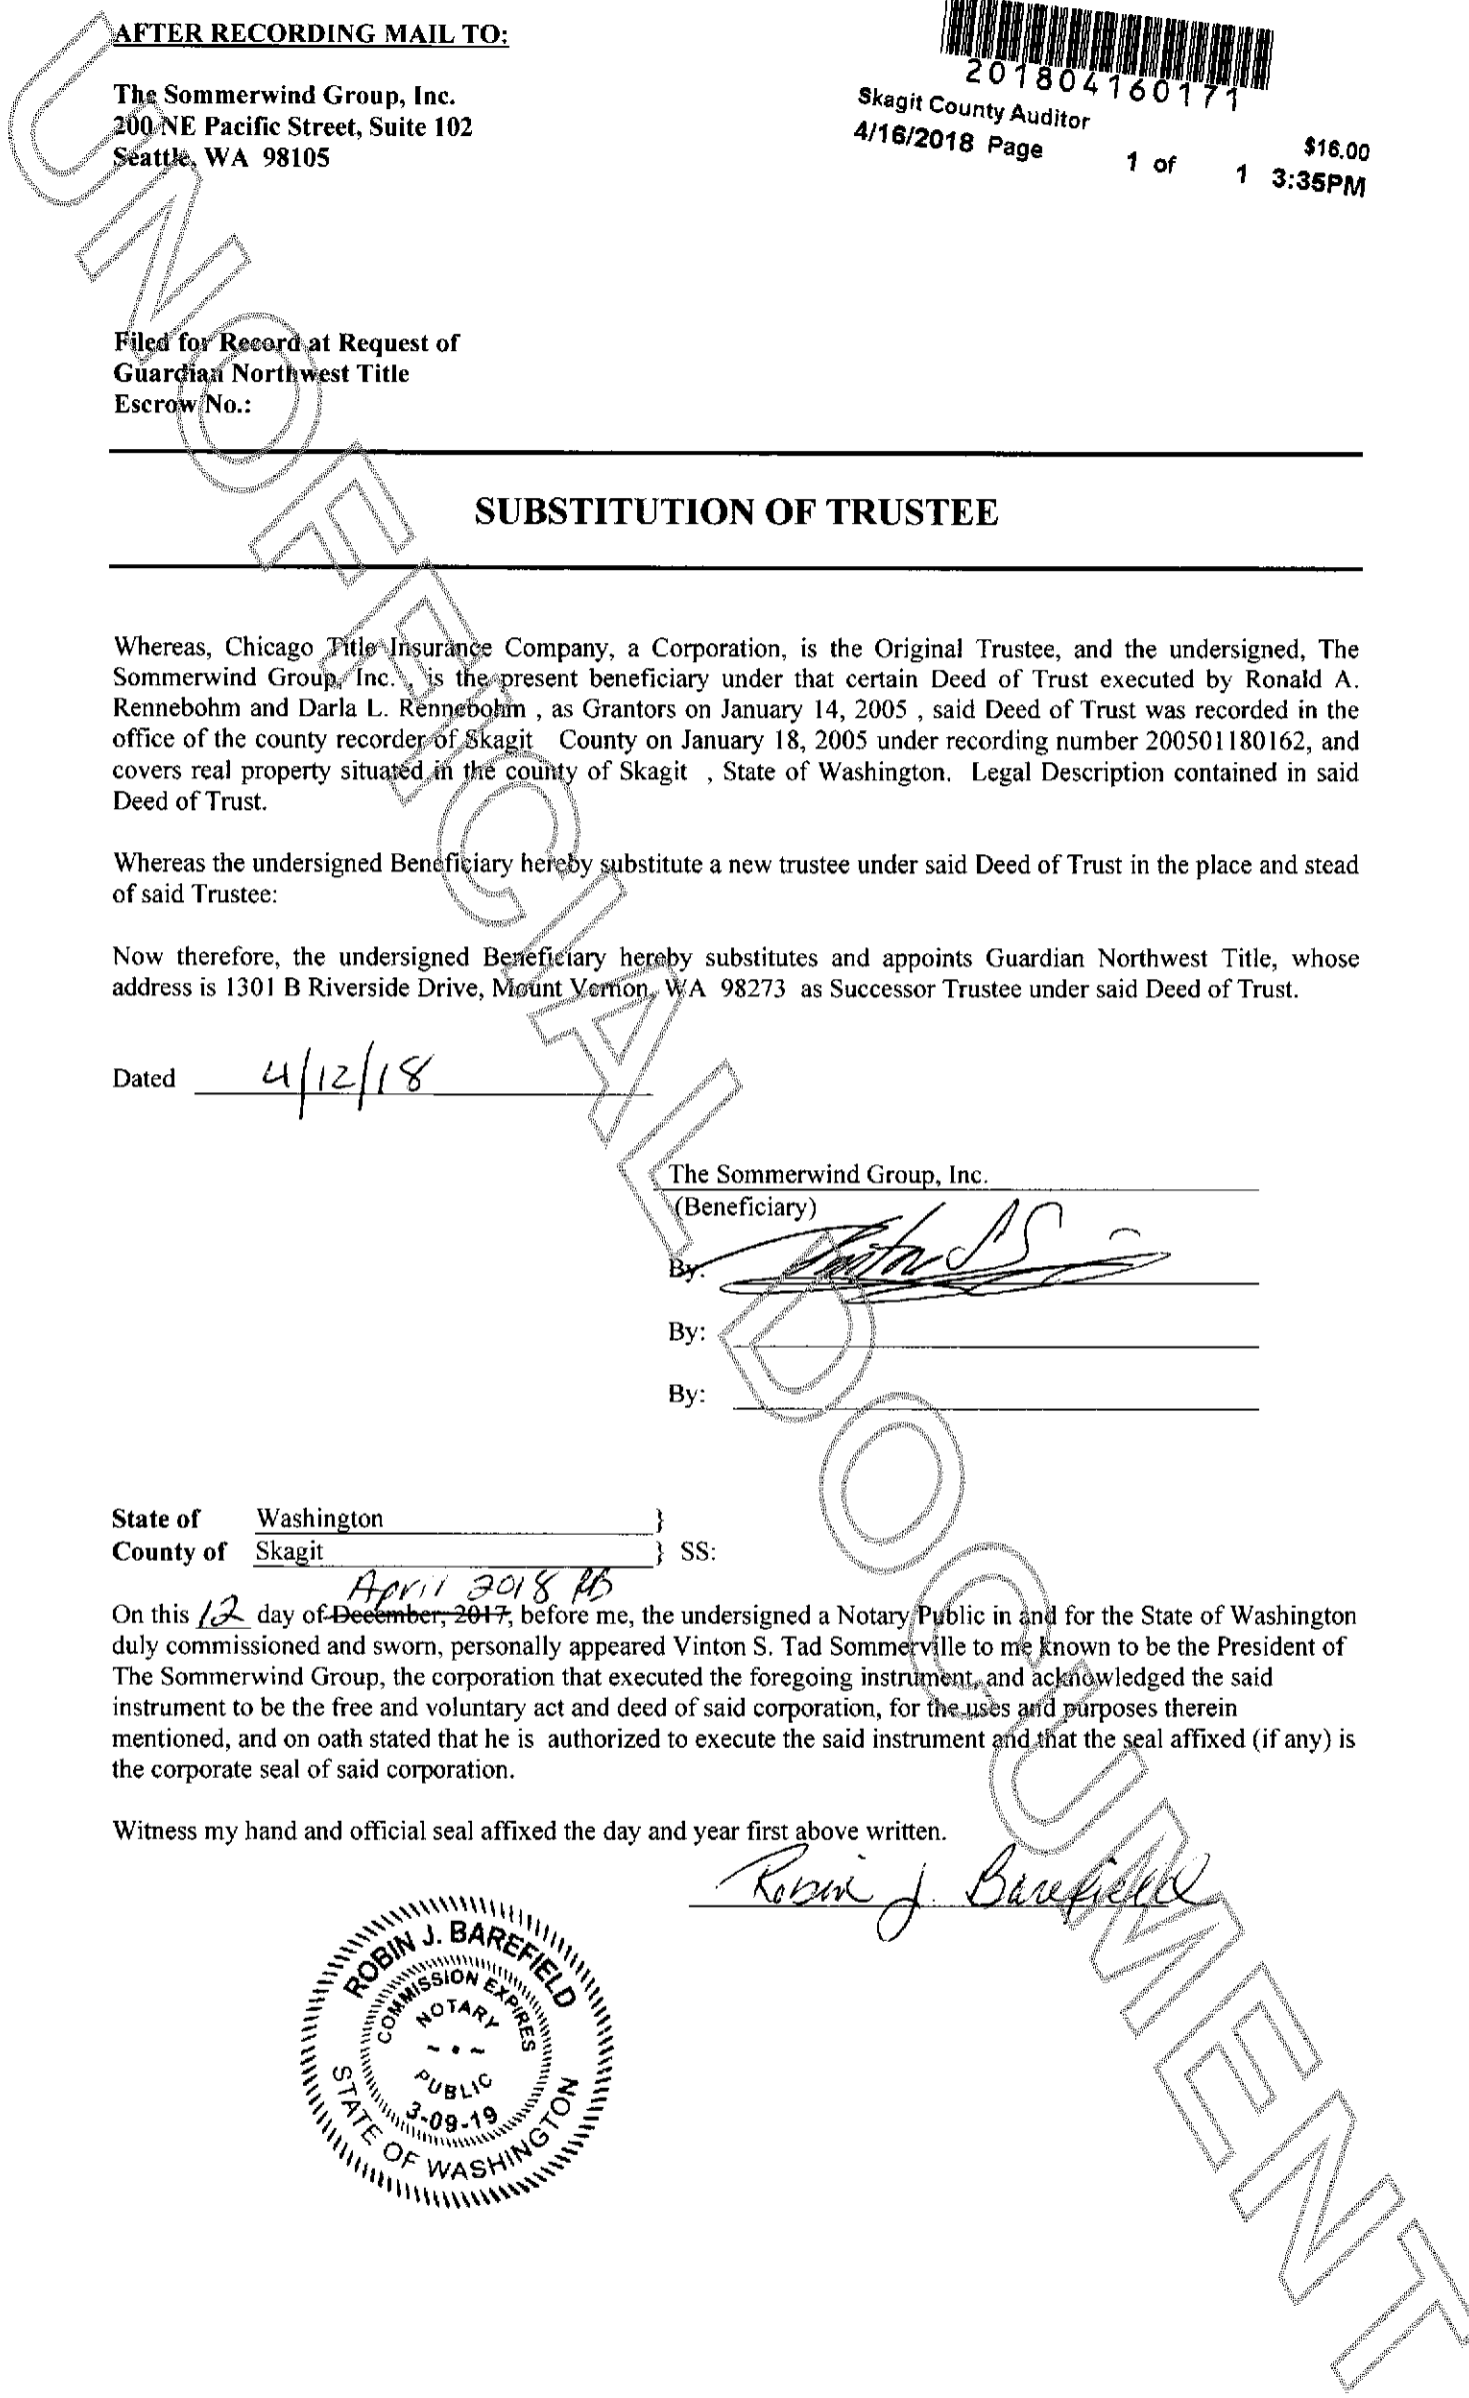 AFTER RECORDING MAIL TO:
The Sommerwind Group, Inc.
200 NE Pacific Street, Suite 102
Seattle, WA 98105
201804160171
Skagit County Auditor
$16.00
4/16/2018 Page 1 of 1 3:35PM
Filed for Record at Request of
Guardian Northwest Title
Escrow No.:
SUBSTITUTION OF TRUSTEE
Whereas, Chicago Title Insurance Company, a Corporation, is the Original Trustee, and the undersigned, The
Sommerwind Group, Inc. , is the present beneficiary under that certain Deed of Trust executed by Ronald A.
Rennebohm and Darla L. Rennebohm , as Grantors on January 14, 2005 , said Deed of Trust was recorded in the
office of the county recorder of Skagit County on January 18, 2005 under recording number 200501180162, and
covers real property situated in the county of Skagit , State of Washington. Legal Description contained in said
Deed of Trust.
Whereas the undersigned Beneficiary hereby substitute a new trustee under said Deed of Trust in the place and stead
of said Trustee:
Now therefore, the undersigned Beneficiary hereby substitutes and appoints Guardian Northwest Title, whose
address is 1301 B Riverside Drive, Mount Vernon, WA 98273 as Successor Trustee under said Deed of Trust.
Dated 4/12/18
The Sommerwind Group, Inc.
(Beneficiary)
By:
By:
By:
State of Washington }
County of Skagit } SS:
April 2018 RB
On this 12 day of December, 2017, before me, the undersigned a Notary Public in and for the State of Washington
duly commissioned and sworn, personally appeared Vinton S. Tad Sommerville to me known to be the President of
The Sommerwind Group, the corporation that executed the foregoing instrument, and acknowledged the said
instrument to be the free and voluntary act and deed of said corporation, for the uses and purposes therein
mentioned, and on oath stated that he is authorized to execute the said instrument and that the seal affixed (if any) is
the corporate seal of said corporation.
Witness my hand and official seal affixed the day and year first above written.
Robin J. Barefield
ROBIN J. BAREFIELD
COMMISSION EXPIRES
NOTARY
PUBLIC
3-09-19
STATE OF WASHINGTON
UNOFFICIAL DOCUMENT